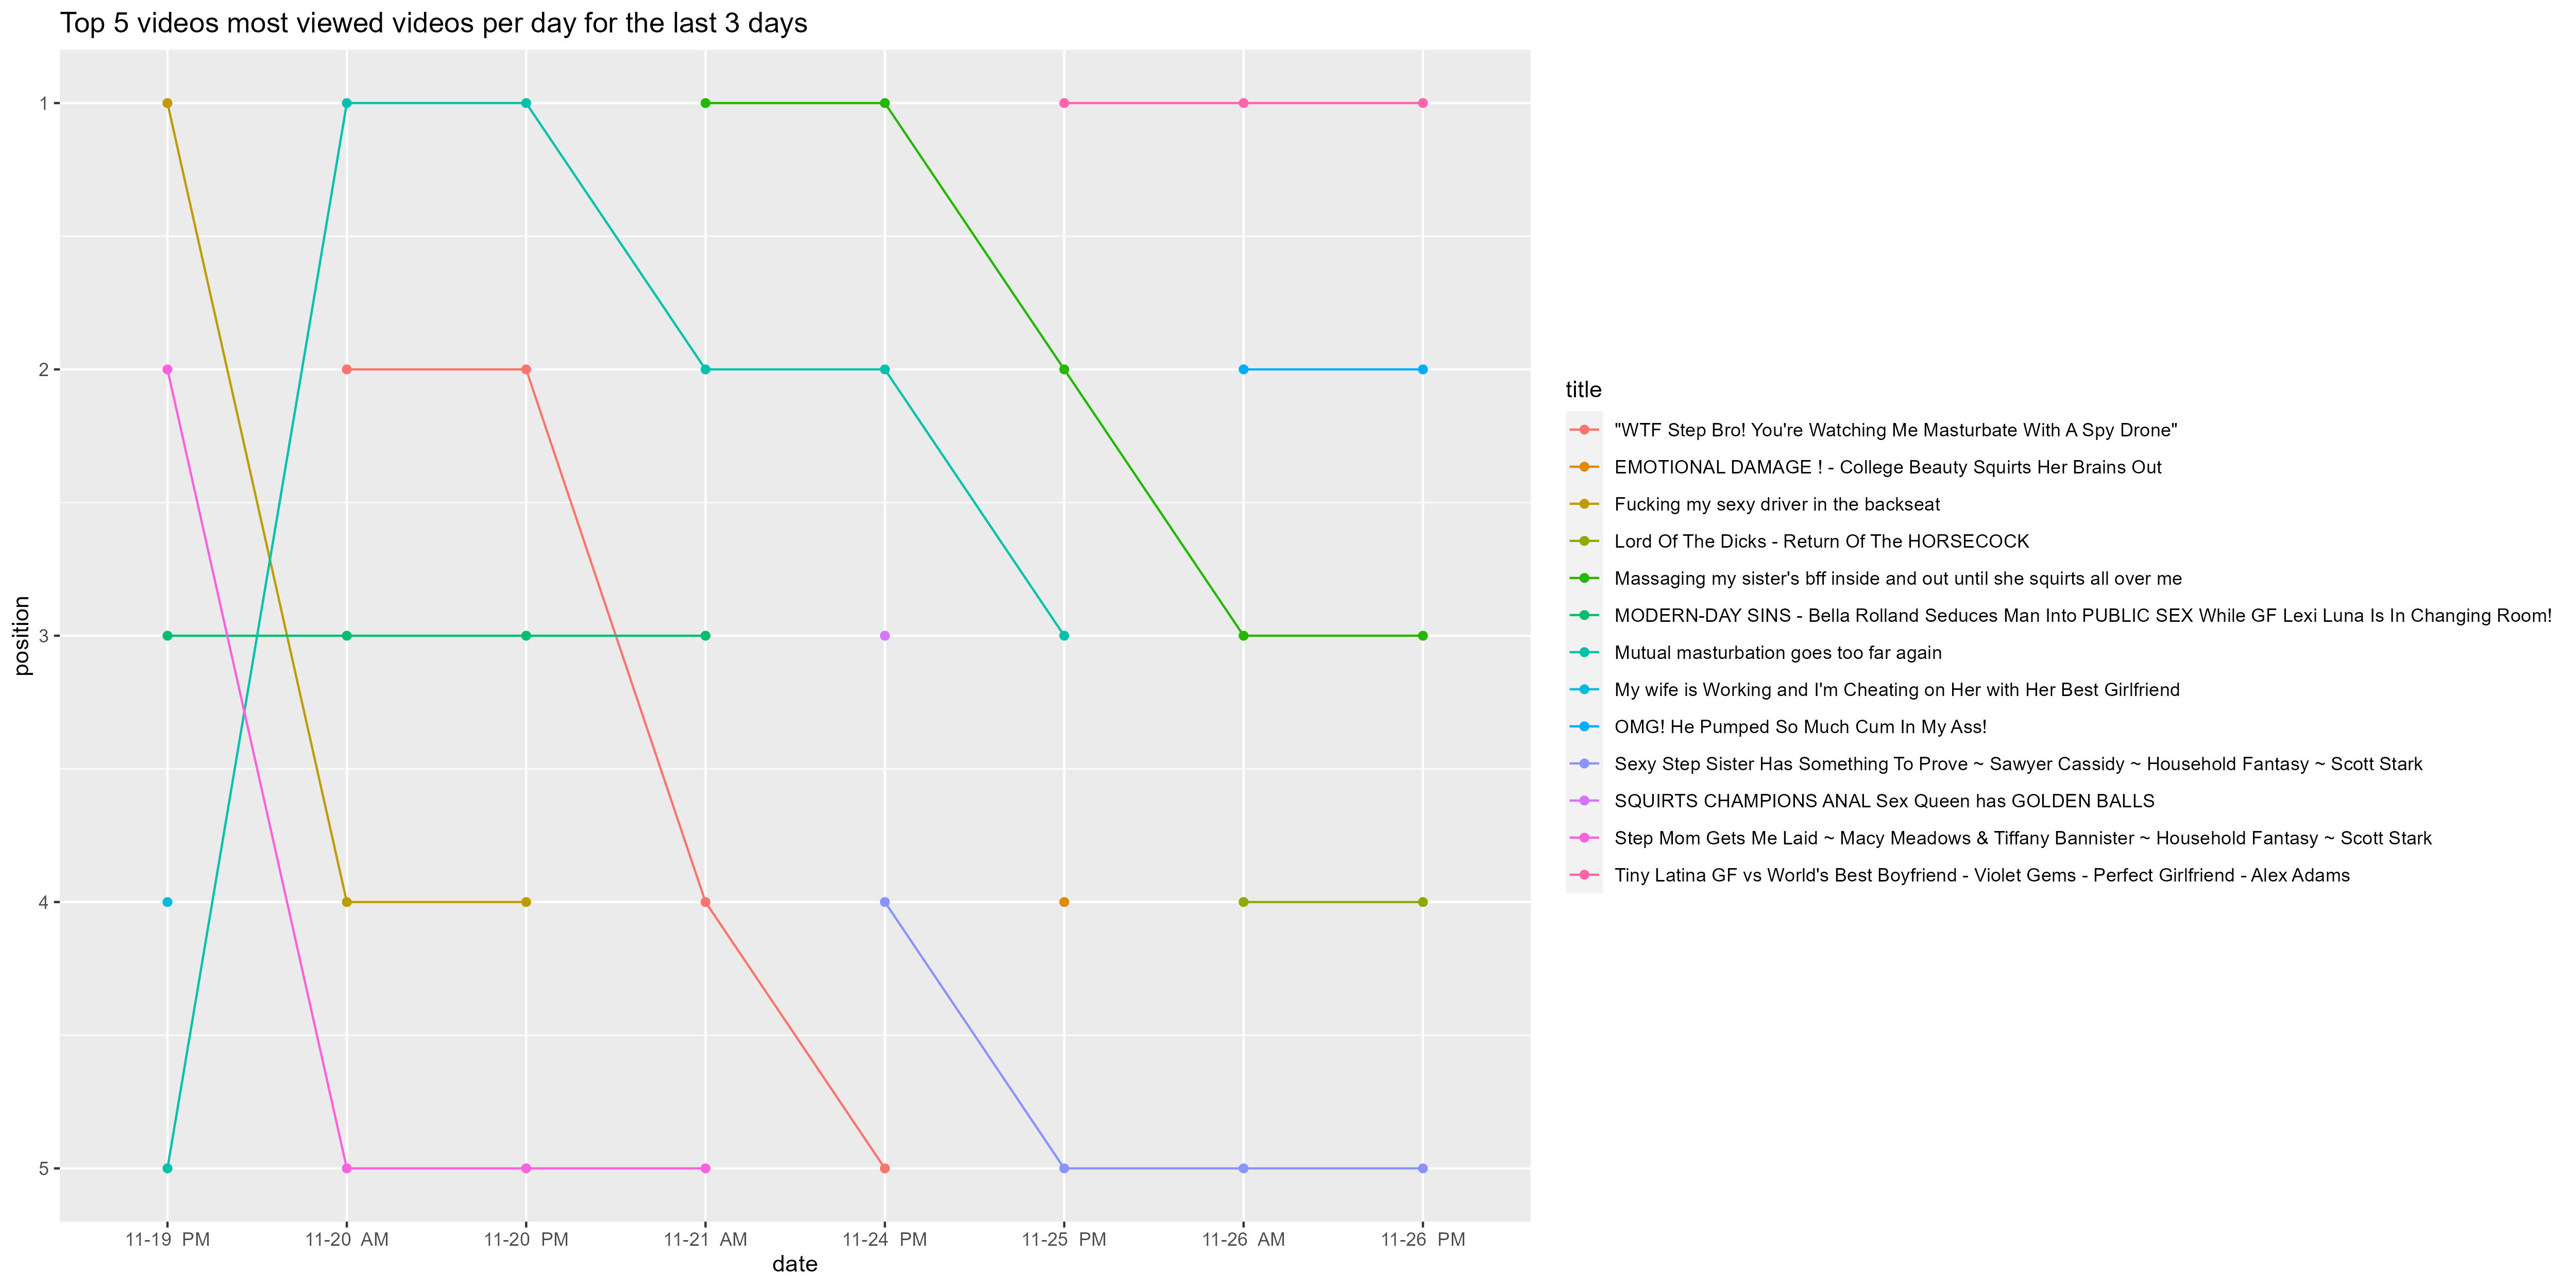 Top 5 videos most viewed videos per day for the last 3 days
position
1
2
3
4
5
11-19 PM
11-20 AM
11-20 PM
11-21 AM
11-24 PM
11-25 PM
11-26 AM
11-26 PM
date
title
"WTF Step Bro! You're Watching Me Masturbate With A Spy Drone"
EMOTIONAL DAMAGE ! - College Beauty Squirts Her Brains Out
Fucking my sexy driver in the backseat
Lord Of The Dicks - Return Of The HORSECOCK
Massaging my sister's bff inside and out until she squirts all over me
MODERN-DAY SINS - Bella Rolland Seduces Man Into PUBLIC SEX While GF Lexi Luna Is In Changing Room!
Mutual masturbation goes too far again
My wife is Working and I'm Cheating on Her with Her Best Girlfriend
OMG! He Pumped So Much Cum In My Ass!
Sexy Step Sister Has Something To Prove ~ Sawyer Cassidy ~ Household Fantasy ~ Scott Stark
SQUIRTS CHAMPIONS ANAL Sex Queen has GOLDEN BALLS
Step Mom Gets Me Laid ~ Macy Meadows & Tiffany Bannister ~ Household Fantasy ~ Scott Stark
Tiny Latina GF vs World's Best Boyfriend - Violet Gems - Perfect Girlfriend - Alex Adams